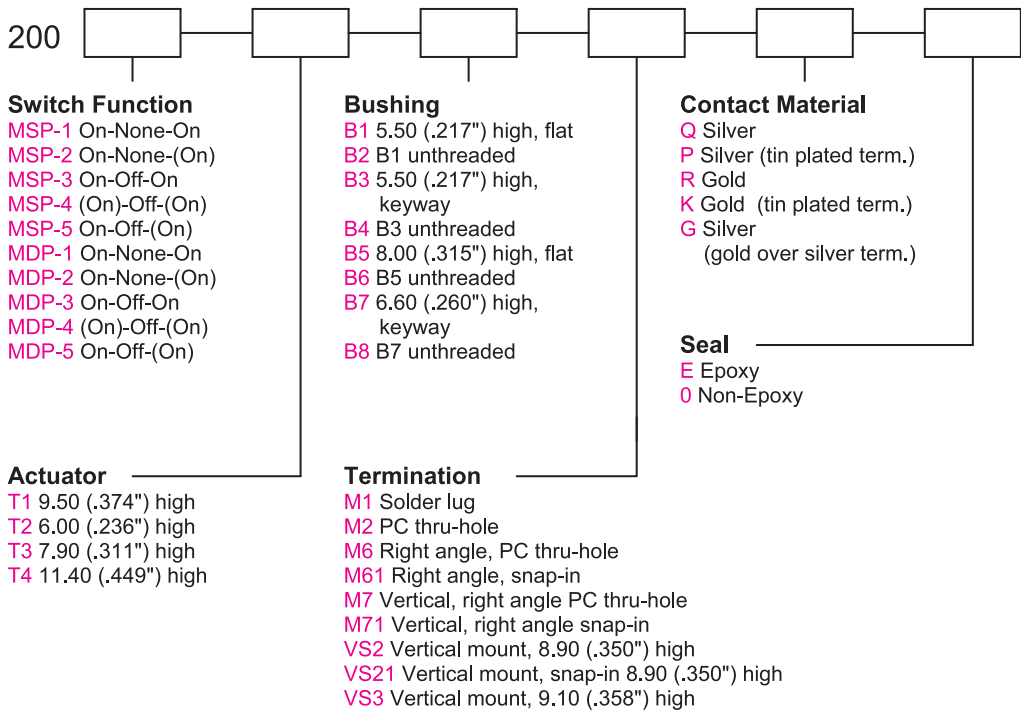 200
Switch Function
MSP-1 On-None-On
MSP-2 On-None-(On)
MSP-3 On-Off-On
MSP-4 (On)-Off-(On)
MSP-5 On-Off-(On)
MDP-1 On-None-On
MDP-2 On-None-(On)
MDP-3 On-Off-On
MDP-4 (On)-Off-(On)
MDP-5 On-Off-(On)
Bushing
B1 5.50 (.217") high, flat
B2 B1 unthreaded
B3 5.50 (.217") high,
keyway
B4 B3 unthreaded
B5 8.00 (.315") high, flat
B6 B5 unthreaded
B7 6.60 (.260") high,
keyway
B8 B7 unthreaded
Contact Material
Q Silver
P Silver (tin plated term.)
R Gold
K Gold (tin plated term.)
G Silver
(gold over silver term.)
Seal
E Epoxy
0 Non-Epoxy
Actuator
T1 9.50 (.374") high
T2 6.00 (.236") high
T3 7.90 (.311") high
T4 11.40 (.449") high
Termination
M1 Solder lug
M2 PC thru-hole
M6 Right angle, PC thru-hole
M61 Right angle, snap-in
M7 Vertical, right angle PC thru-hole
M71 Vertical, right angle snap-in
VS2 Vertical mount, 8.90 (.350") high
VS21 Vertical mount, snap-in 8.90 (.350") high
VS3 Vertical mount, 9.10 (.358") high